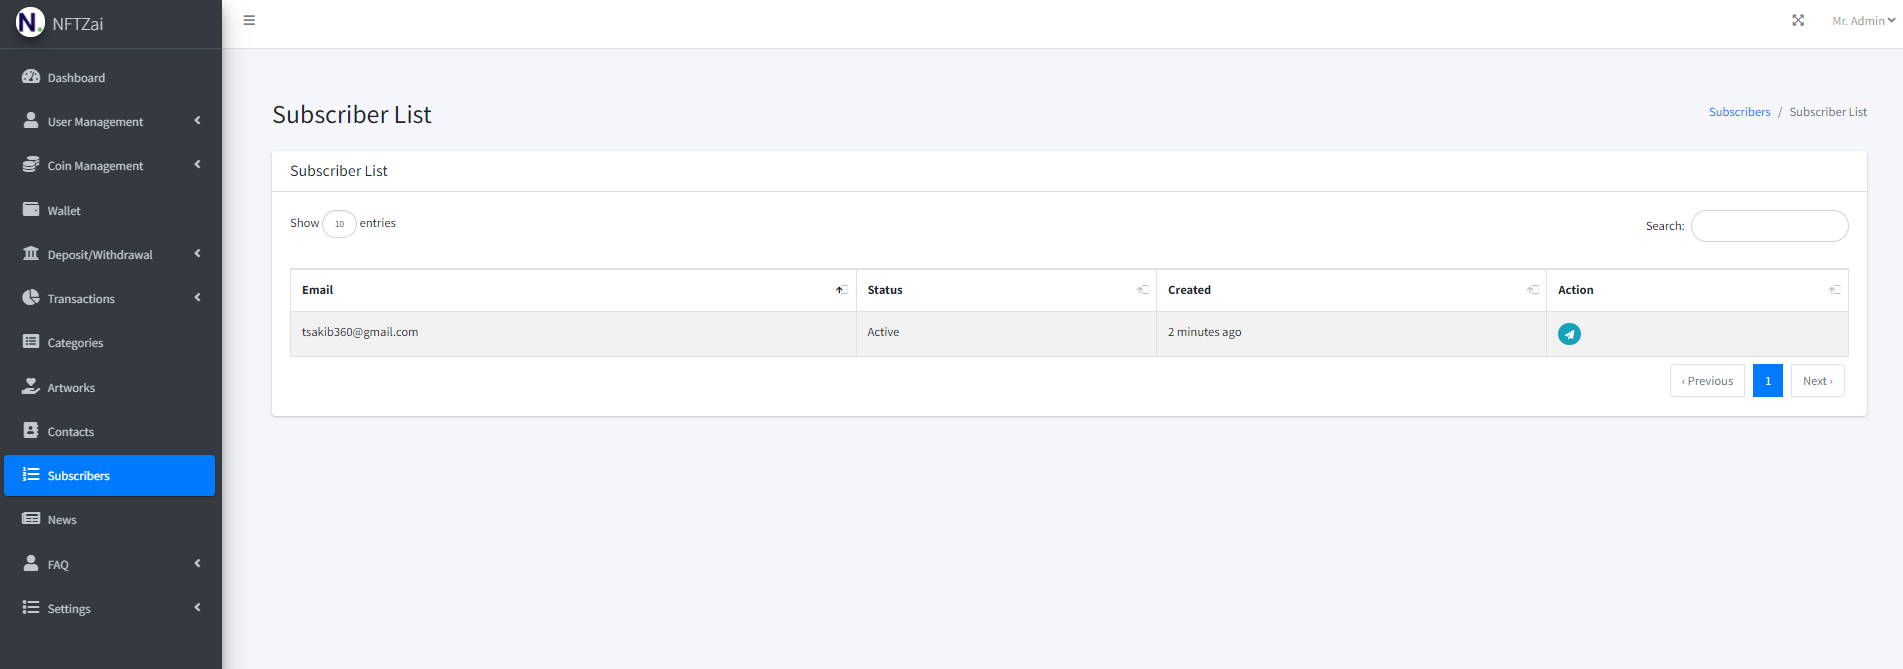 N. NFTZai
Mr. Admin
Dashboard
User Management
Coin Management
Wallet
Deposit/Withdrawal
Transactions
Categories
Artworks
Contacts
Subscribers
News
FAQ
Settings
Subscriber List
Subscribers / Subscriber List
Subscriber List
Show 10 entries
Search:
Email Status Created Action
tsakib360@gmail.com Active 2 minutes ago
‹ Previous 1 Next ›